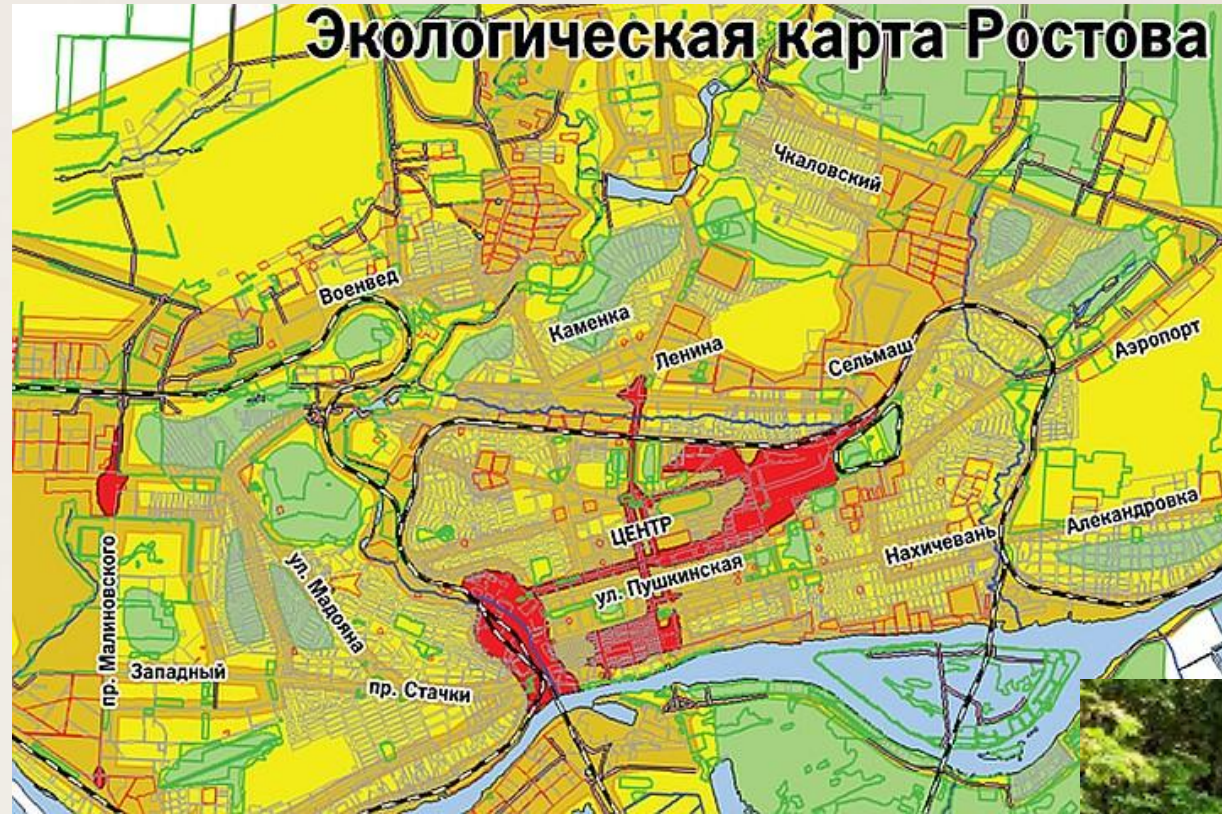 Экологическая карта Ростова
Чкаловский
Военвед
Каменка
Ленина
Сельмаш
Аэропорт
ЦЕНТР
ул. Пушкинская
Нахичевань
Александровка
пр. Малиновского
ул. Мадояна
Западный
пр. Стачки